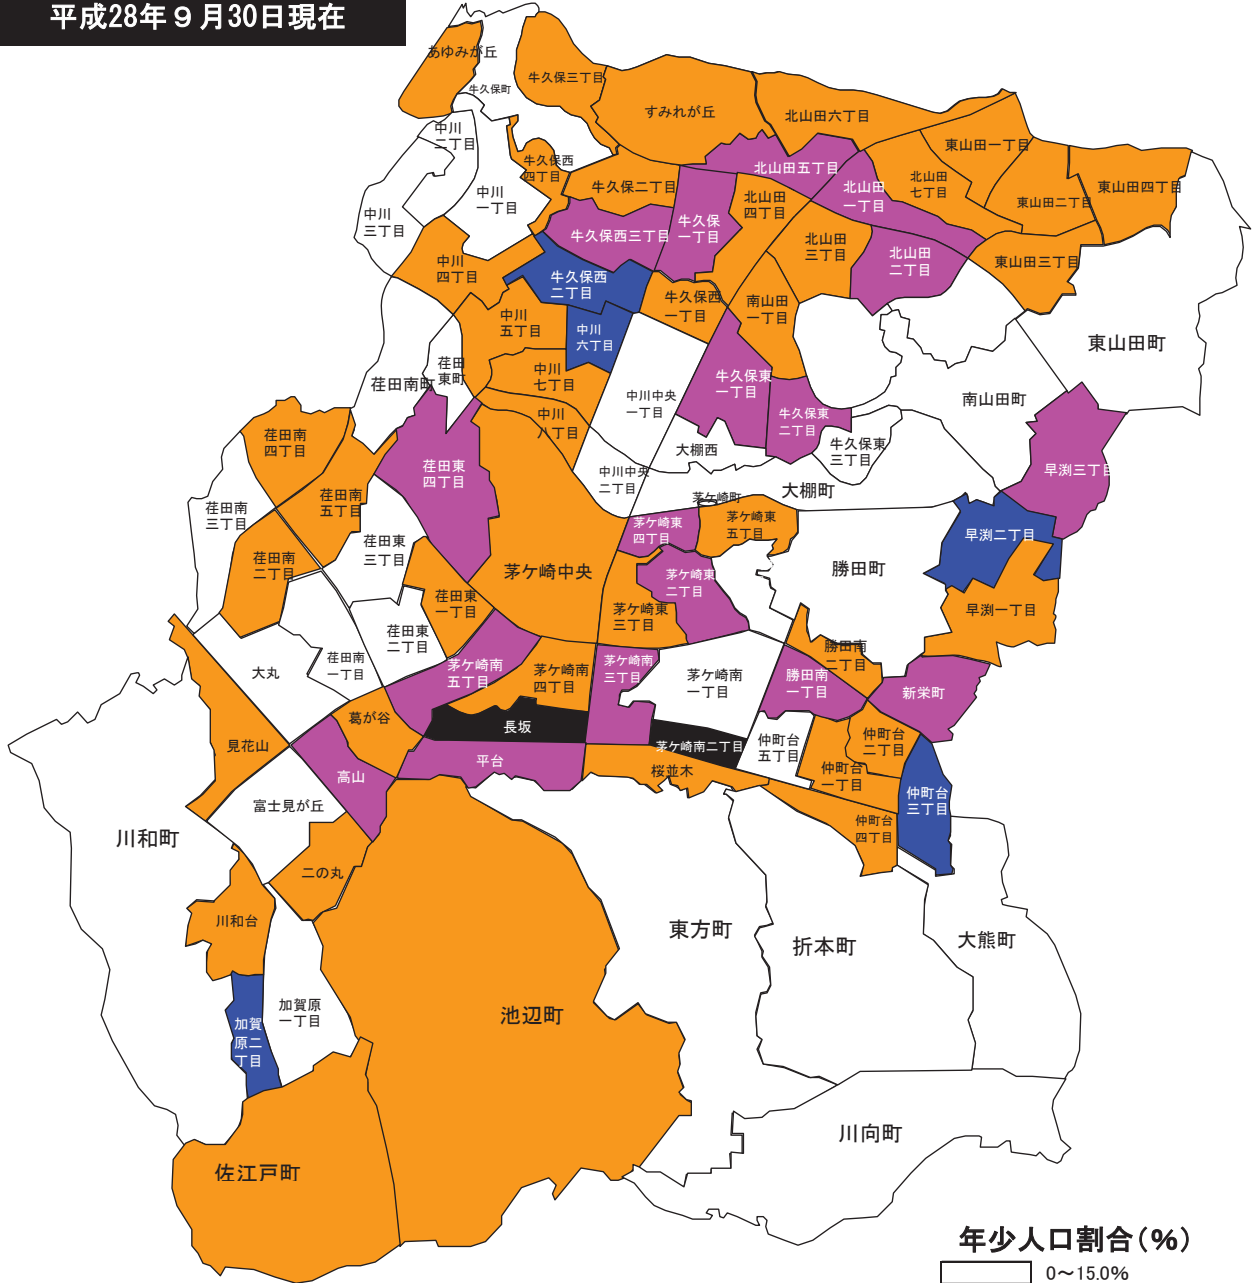 平成28年９月30日現在
あゆみが丘
牛久保町
牛久保三丁目
すみれが丘
北山田六丁目
中川
二丁目
牛久保西
四丁目
東山田一丁目
北山田五丁目
牛久保二丁目
北山田
七丁目
東山田四丁目
中川
一丁目
北山田
一丁目
北山田
四丁目
東山田二丁目
中川
三丁目
牛久保西三丁目
牛久保
一丁目
北山田
三丁目
北山田
二丁目
東山田三丁目
中川
四丁目
牛久保西
二丁目
牛久保西
一丁目
南山田
一丁目
中川
五丁目
中川
六丁目
東山田町
荏田
東町
荏田南町
中川
七丁目
牛久保東
一丁目
中川中央
一丁目
南山田町
中川
八丁目
牛久保東
二丁目
荏田南
四丁目
大棚西
牛久保東
三丁目
荏田東
四丁目
早渕三丁目
中川中央
二丁目
大棚町
茅ケ崎町
荏田南
五丁目
荏田南
三丁目
茅ケ崎東
四丁目
茅ケ崎東
五丁目
早渕二丁目
荏田東
三丁目
荏田南
二丁目
茅ケ崎中央
茅ケ崎東
二丁目
勝田町
荏田東
一丁目
茅ケ崎東
三丁目
早渕一丁目
荏田東
二丁目
勝田南
二丁目
荏田南
一丁目
大丸
茅ケ崎南
五丁目
茅ケ崎南
四丁目
茅ケ崎南
三丁目
茅ケ崎南
一丁目
勝田南
一丁目
新栄町
葛が谷
長坂
見花山
茅ケ崎南二丁目
仲町台
五丁目
仲町台
二丁目
平台
高山
桜並木
仲町台
一丁目
仲町台
三丁目
富士見が丘
川和町
仲町台
四丁目
二の丸
川和台
東方町
折本町
大熊町
加賀原
一丁目
池辺町
加賀
原二
丁目
川向町
佐江戸町
年少人口割合(％)
0～15.0%